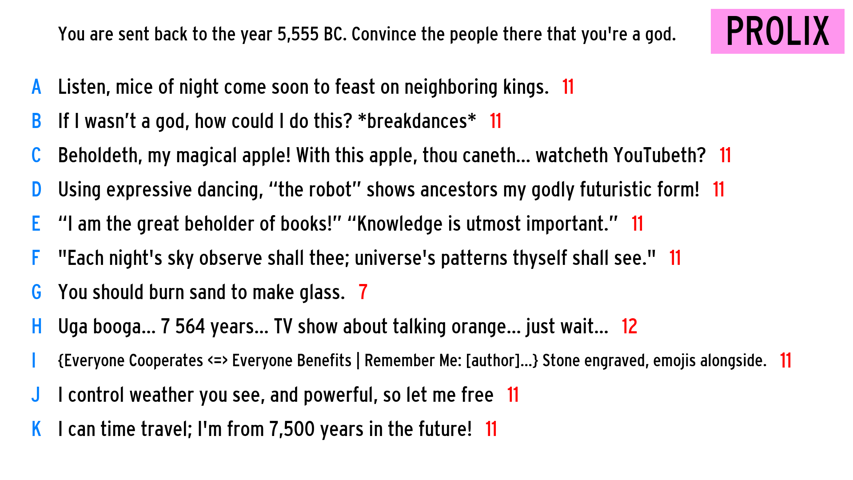 You are sent back to the year 5,555 BC. Convince the people there that you're a god.
PROLIX
A Listen, mice of night come soon to feast on neighboring kings. 11
B If I wasn’t a god, how could I do this? *breakdances* 11
C Beholdeth, my magical apple! With this apple, thou caneth... watcheth YouTubeth? 11
D Using expressive dancing, “the robot” shows ancestors my godly futuristic form! 11
E “I am the great beholder of books!” “Knowledge is utmost important.” 11
F "Each night's sky observe shall thee; universe's patterns thyself shall see." 11
G You should burn sand to make glass. 7
H Uga booga... 7 564 years... TV show about talking orange... just wait... 12
I {Everyone Cooperates <=> Everyone Benefits | Remember Me: [author]...} Stone engraved, emojis alongside. 11
J I control weather you see, and powerful, so let me free 11
K I can time travel; I'm from 7,500 years in the future! 11